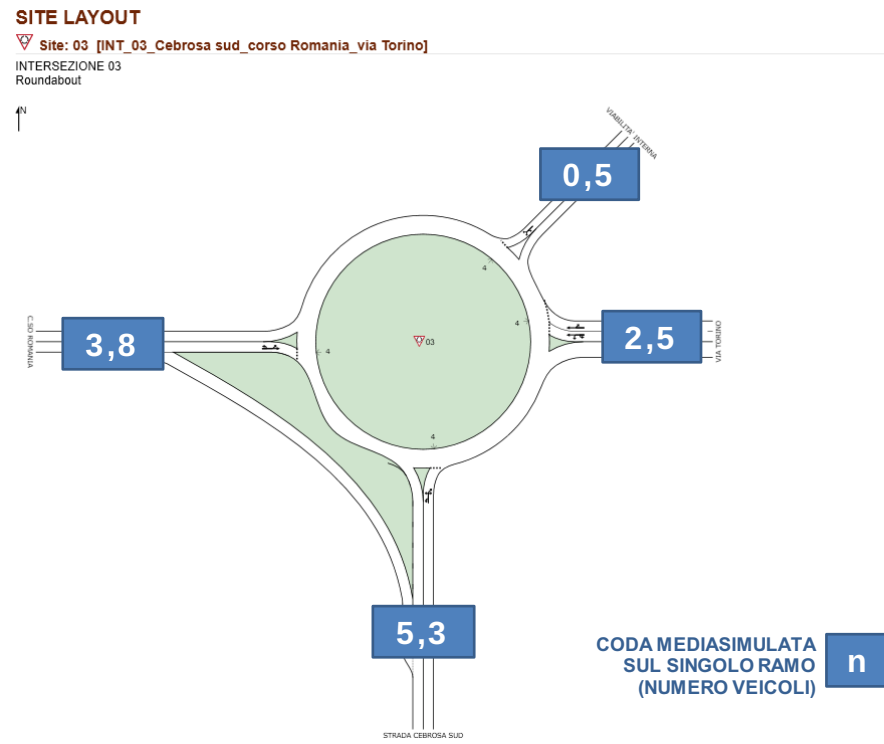 SITE LAYOUT
Site: 03 [INT_03_Cebrosa sud_corso Romania_via Torino]
INTERSEZIONE 03
Roundabout
N
VIABILITA' INTERNA
0,5
4
4
C.SO ROMANIA
3,8
4
03
2,5
VIA TORINO
4
5,3
CODA MEDIASIMULATA
SUL SINGOLO RAMO
(NUMERO VEICOLI)
n
STRADA CEBROSA SUD